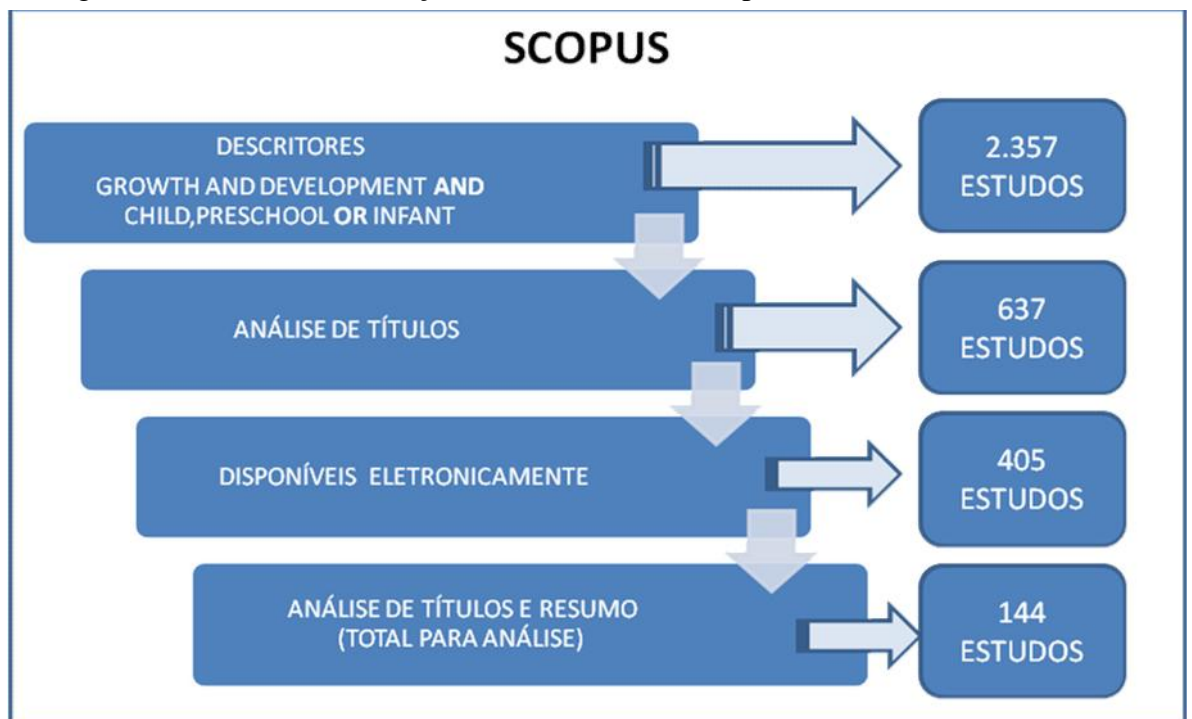 SCOPUS
DESCRITORES
GROWTH AND DEVELOPMENT AND
CHILD,PRESCHOOL OR INFANT
2.357
ESTUDOS
ANÁLISE DE TÍTULOS
637
ESTUDOS
DISPONÍVEIS ELETRONICAMENTE
405
ESTUDOS
ANÁLISE DE TÍTULOS E RESUMO
(TOTAL PARA ANÁLISE)
144
ESTUDOS